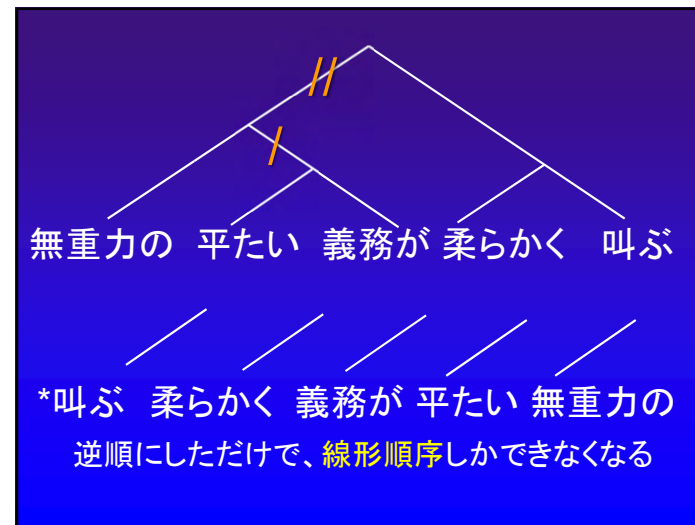 無重力の 平たい 義務が 柔らかく 叫ぶ
*叫ぶ 柔らかく 義務が 平たい 無重力の
逆順にしただけで、線形順序しかできなくなる